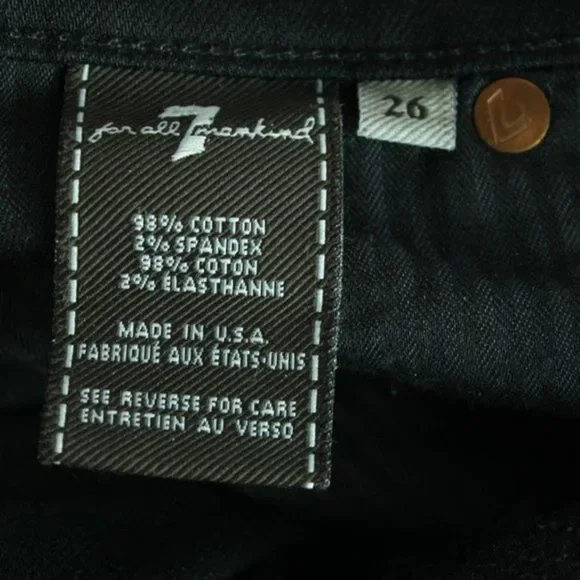 for all 7 mankind
26
98% COTTON
2% SPANDEX
98% COTON
2% ÉLASTHANNE
MADE IN U.S.A.
FABRIQUÉ AUX ÉTATS-UNIS
SEE REVERSE FOR CARE
ENTRETIEN AU VERSO